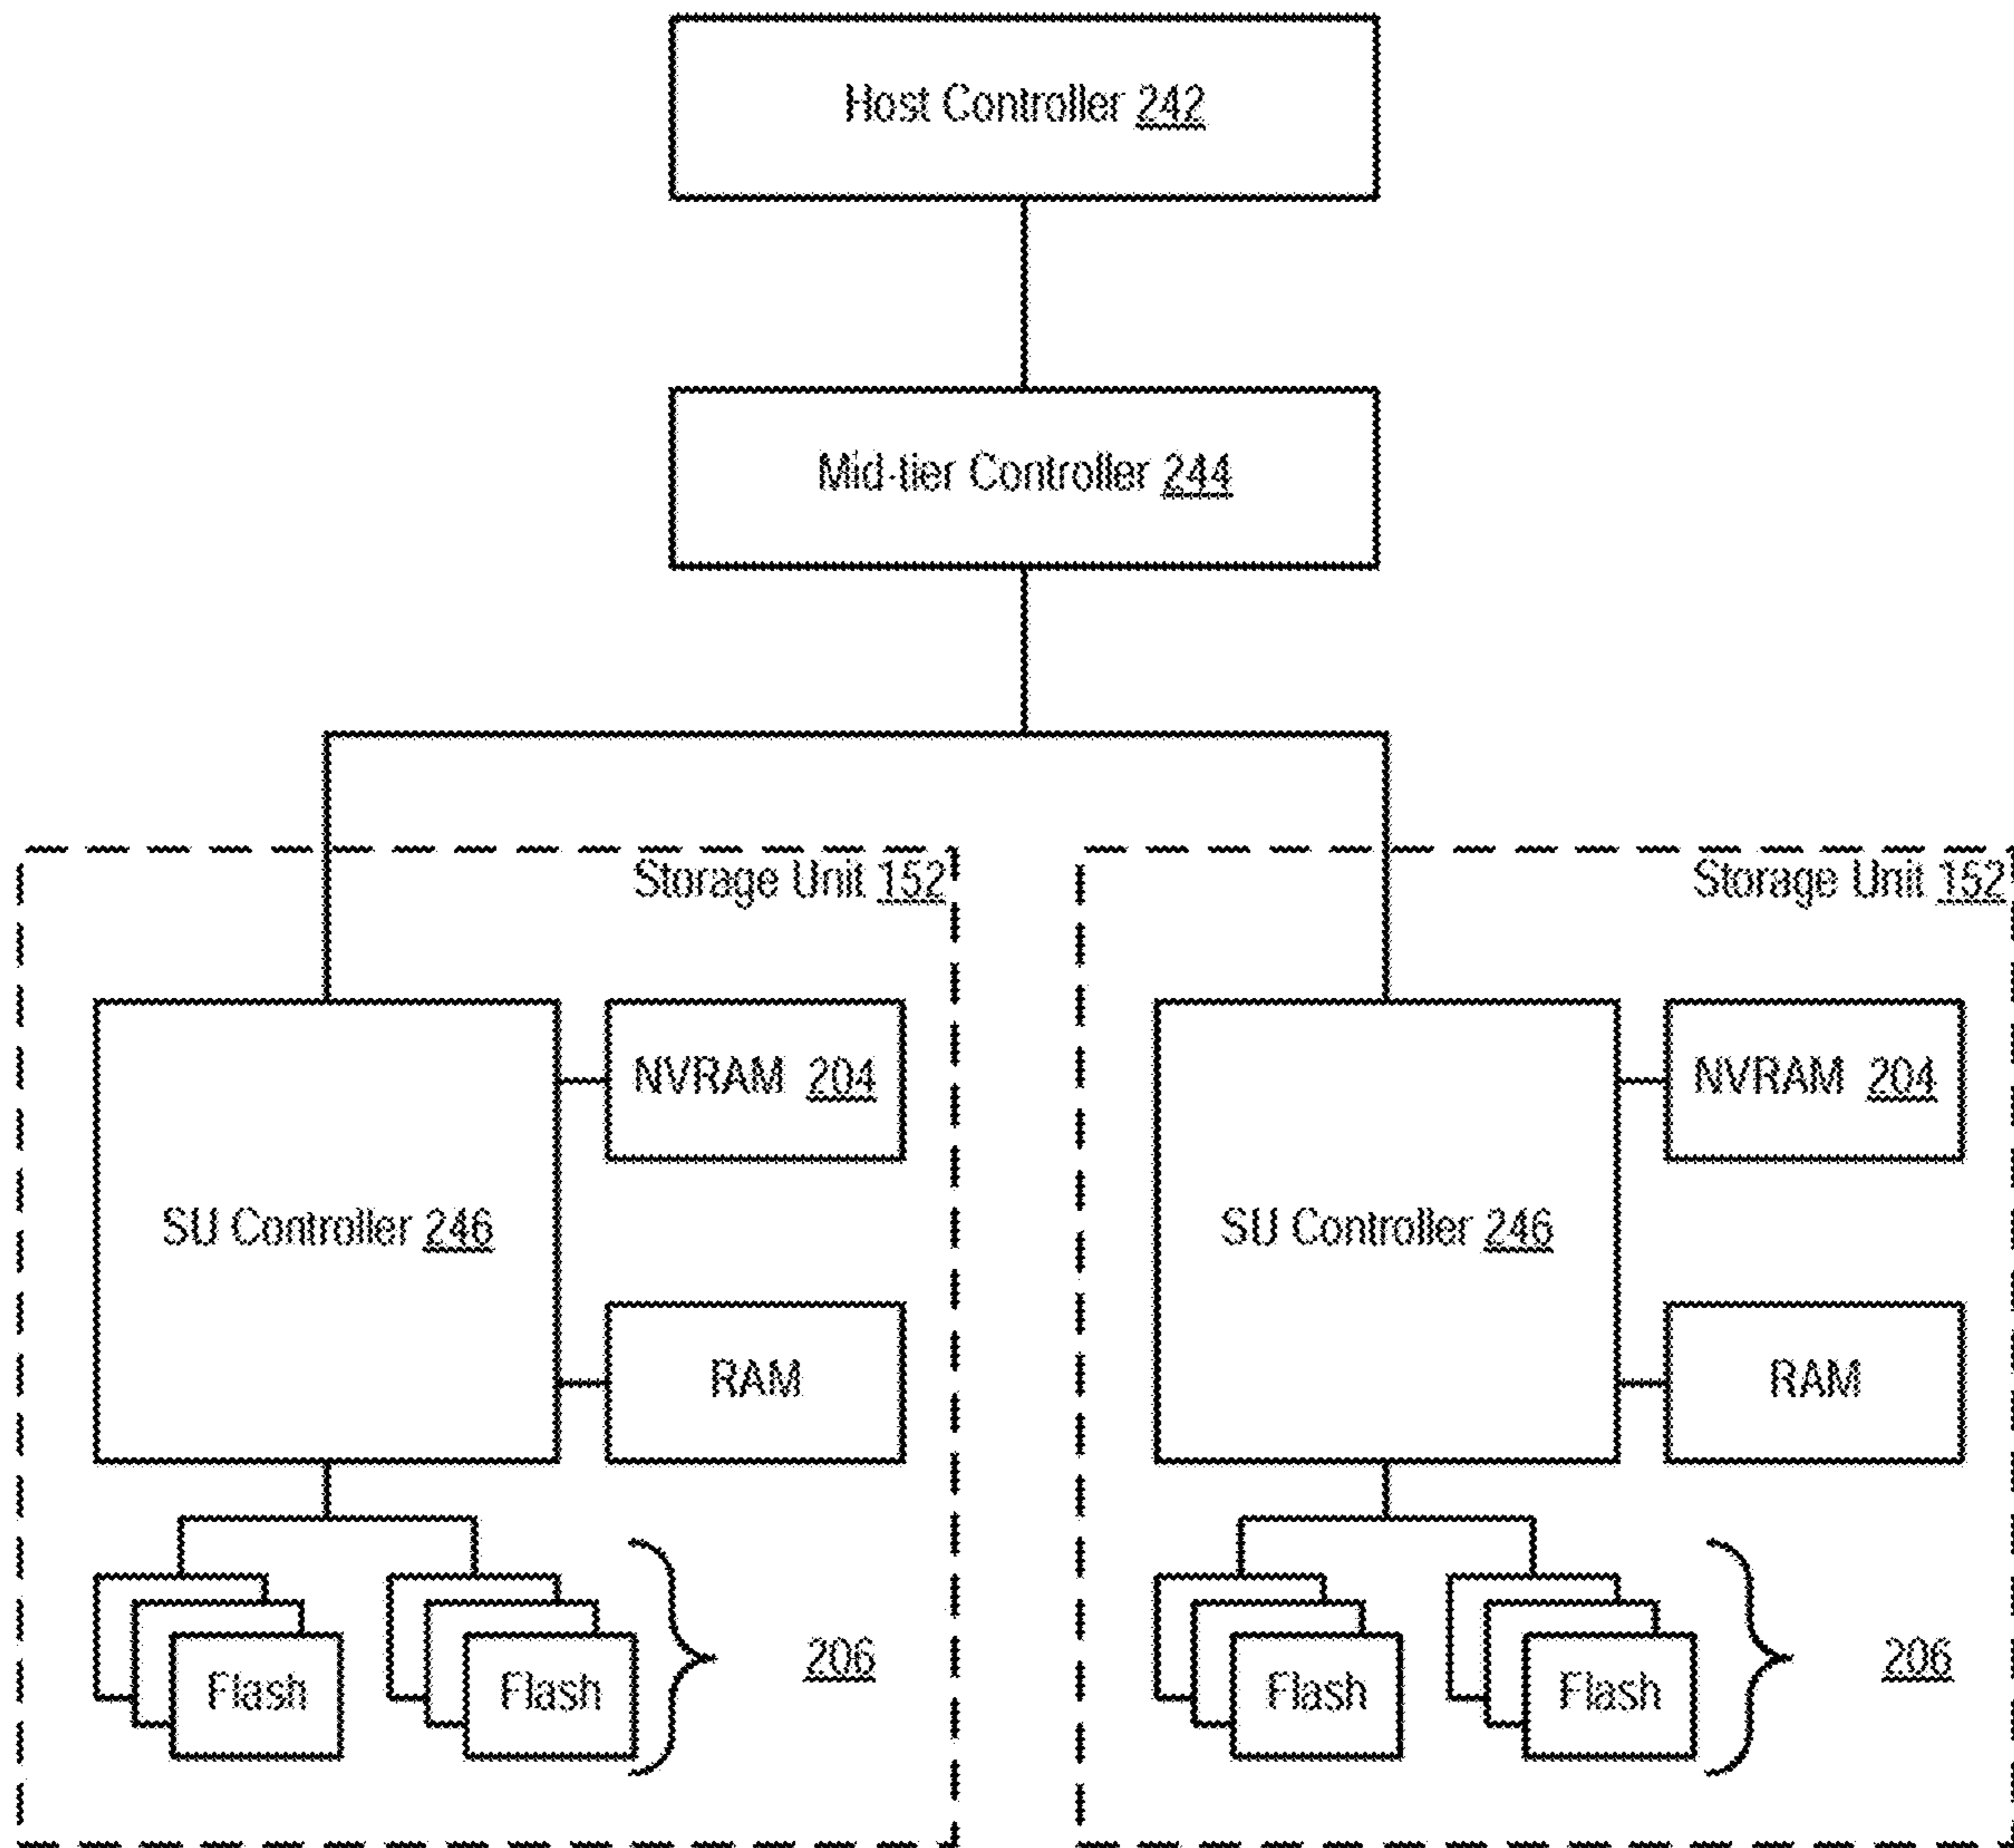 Host Controller 242
Mid-tier Controller 244
Storage Unit 152
Storage Unit 152
NVRAM 204
NVRAM 204
SU Controller 246
SU Controller 246
RAM
RAM
206
206
Flash
Flash
Flash
Flash